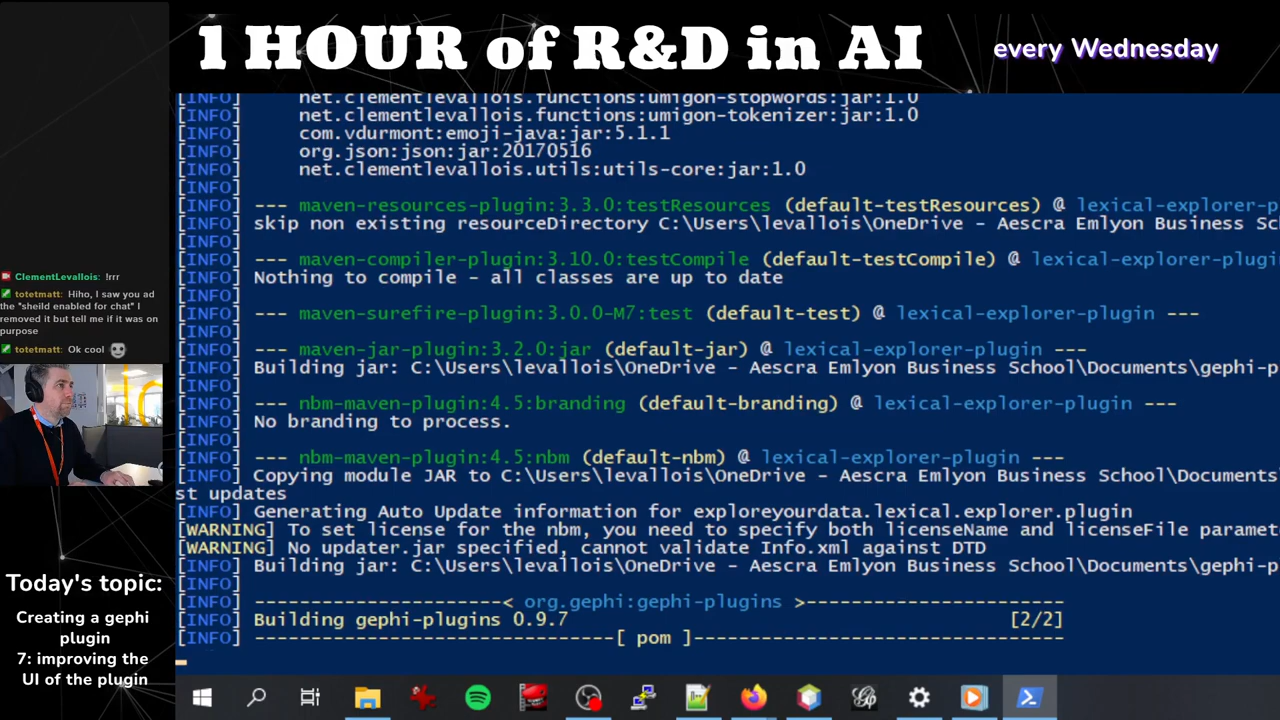 1 HOUR of R&D in AI
every Wednesday
[INFO] net.clementlevallois.functions:umigon-stopwords:jar:1.0
[INFO] net.clementlevallois.functions:umigon-tokenizer:jar:1.0
[INFO] com.vdurmont:emoji-java:jar:5.1.1
[INFO] org.json:json:jar:20170516
[INFO] net.clementlevallois.utils:utils-core:jar:1.0
[INFO]
[INFO] --- maven-resources-plugin:3.3.0:testResources (default-testResources) @ lexical-explorer-p
[INFO] skip non existing resourceDirectory C:\Users\levallois\OneDrive - Aescra Emlyon Business Sc
[INFO]
[INFO] --- maven-compiler-plugin:3.10.0:testCompile (default-testCompile) @ lexical-explorer-plugi
[INFO] Nothing to compile - all classes are up to date
[INFO]
[INFO] --- maven-surefire-plugin:3.0.0-M7:test (default-test) @ lexical-explorer-plugin ---
[INFO]
[INFO] --- maven-jar-plugin:3.2.0:jar (default-jar) @ lexical-explorer-plugin ---
[INFO] Building jar: C:\Users\levallois\OneDrive - Aescra Emlyon Business School\Documents\gephi-p
[INFO]
[INFO] --- nbm-maven-plugin:4.5:branding (default-branding) @ lexical-explorer-plugin ---
[INFO] No branding to process.
[INFO]
[INFO] --- nbm-maven-plugin:4.5:nbm (default-nbm) @ lexical-explorer-plugin ---
[INFO] Copying module JAR to C:\Users\levallois\OneDrive - Aescra Emlyon Business School\Documents
st updates
[INFO] Generating Auto Update information for exploreyourdata.lexical.explorer.plugin
[WARNING] To set license for the nbm, you need to specify both licenseName and licenseFile paramet
[WARNING] No updater.jar specified, cannot validate Info.xml against DTD
[INFO] Building jar: C:\Users\levallois\OneDrive - Aescra Emlyon Business School\Documents\gephi-p
[INFO]
[INFO] -----------------------< org.gephi:gephi-plugins >-----------------------
[INFO] Building gephi-plugins 0.9.7 [2/2]
[INFO] --------------------------------[ pom ]---------------------------------
ClementLevallois: !rrr
totetmatt: Hiho, I saw you ad
the "sheild enabled for chat" I
removed it but tell me if it was on
purpose
totetmatt: Ok cool
Today's topic:
Creating a gephi
plugin
7: improving the
UI of the plugin